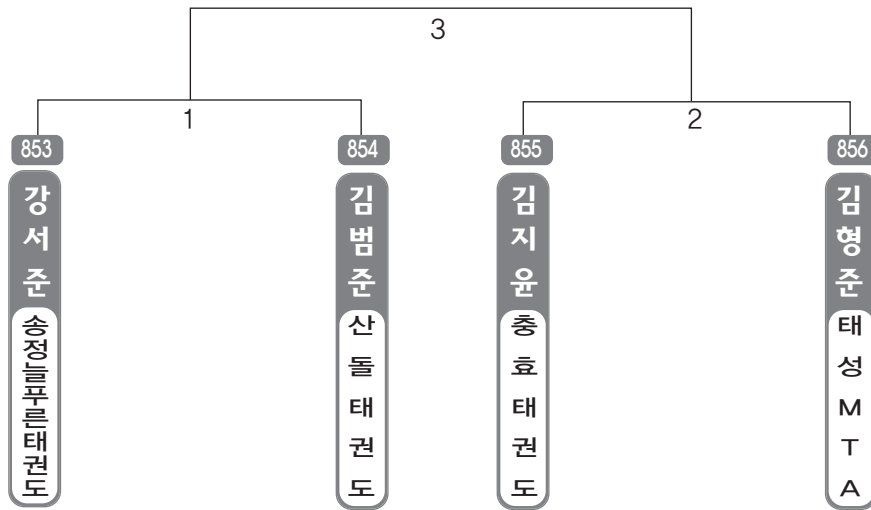 3
1
2
853
854
855
856
강서준
김범준
김지윤
김형준
송정늘푸른태권도
산돌태권도
충효태권도
태성MTA